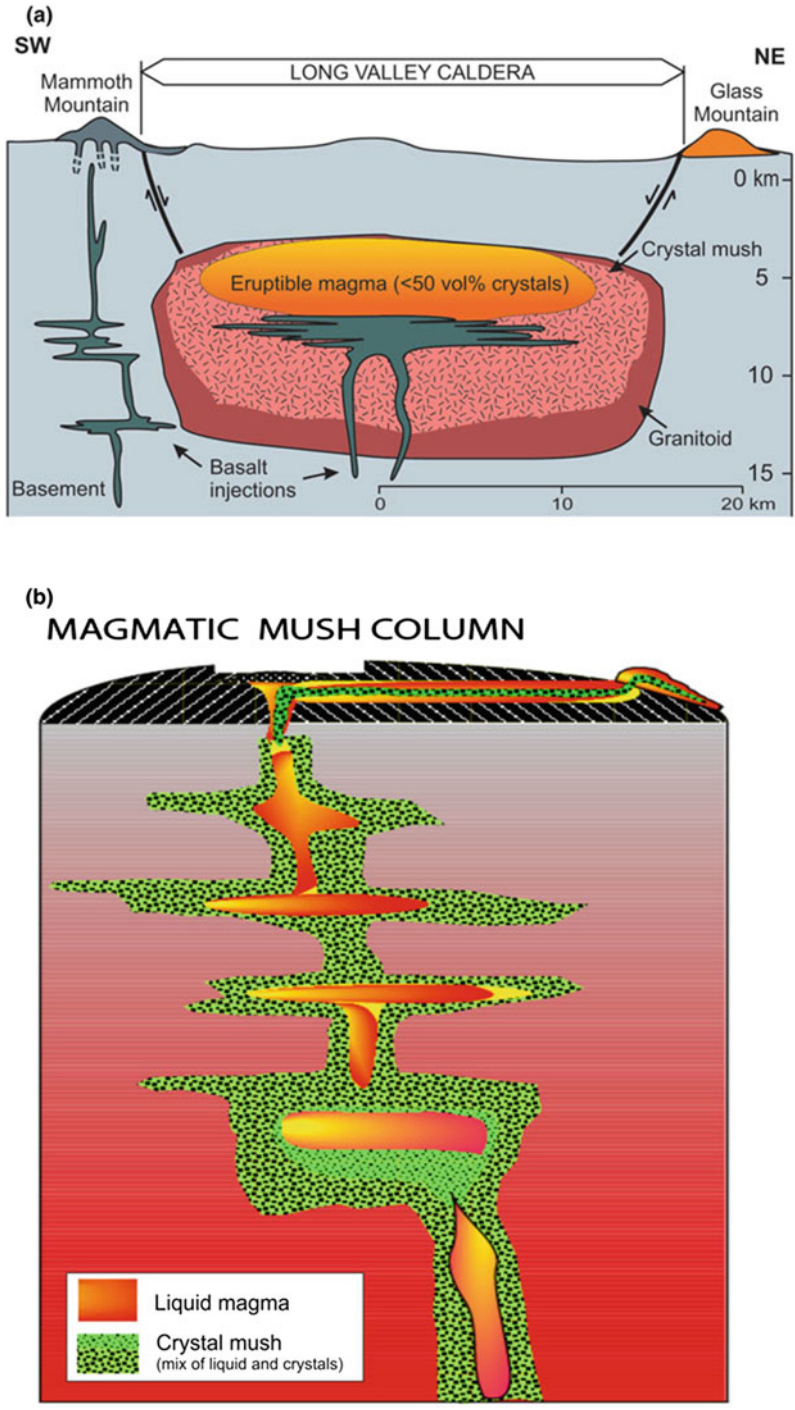 (a)
SW
NE
LONG VALLEY CALDERA
Mammoth
Mountain
Glass
Mountain
0 km
Crystal mush
Eruptible magma (<50 vol% crystals)
5
10
Granitoid
Basalt
injections
Basement
15
0
10
20 km
(b)
MAGMATIC MUSH COLUMN
Liquid magma
Crystal mush
(mix of liquid and crystals)